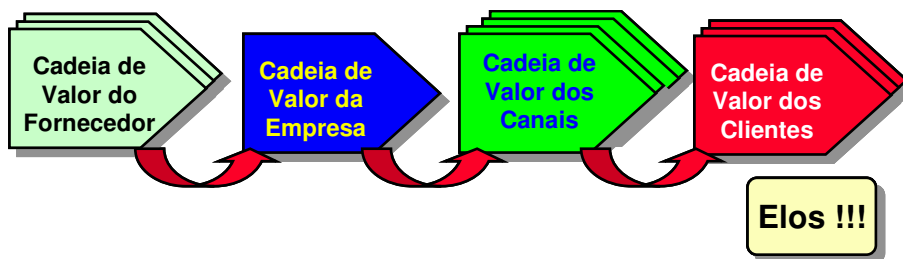 Cadeia de
Valor do
Fornecedor
Cadeia de
Valor da
Empresa
Cadeia de
Valor dos
Canais
Cadeia de
Valor dos
Clientes
Elos !!!